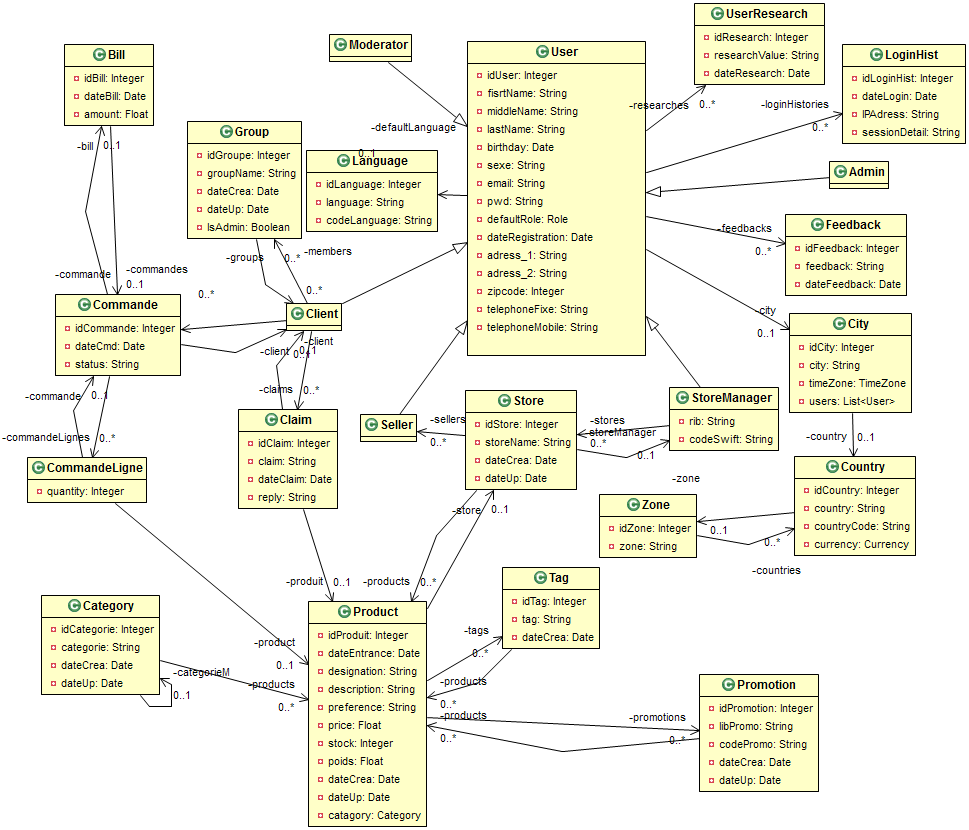 UserResearch
idResearch: Integer
researchValue: String
dateResearch: Date
Moderator
Bill
idBill: Integer
dateBill: Date
amount: Float
User
idUser: Integer
fisrtName: String
middleName: String
lastName: String
birthday: Date
sexe: String
email: String
pwd: String
defaultRole: Role
dateRegistration: Date
adress_1: String
adress_2: String
zipcode: Integer
telephoneFixe: String
telephoneMobile: String
LoginHist
idLoginHist: Integer
dateLogin: Date
IPAdress: String
sessionDetail: String
-researches
0..*
-loginHistories
0..*
-defaultLanguage
0..1
Group
idGroupe: Integer
groupName: String
dateCrea: Date
dateUp: Date
IsAdmin: Boolean
Language
idLanguage: Integer
language: String
codeLanguage: String
-bill
0..1
Admin
Feedback
idFeedback: Integer
feedback: String
dateFeedback: Date
-feedbacks
0..*
-groups
0..*
-members
0..*
-commande
-commandes
0..1
0..*
Commande
idCommande: Integer
dateCmd: Date
status: String
Client
-city
0..1
City
idCity: Integer
city: String
timeZone: TimeZone
users: List<User>
-client
0..1
-client
0..1
-claims
0..*
-commande
0..1
-commandeLignes
0..*
Claim
idClaim: Integer
claim: String
dateClaim: Date
reply: String
Seller
-sellers
0..*
Store
idStore: Integer
storeName: String
dateCrea: Date
dateUp: Date
-stores
0..*
-storeManager
0..1
StoreManager
rib: String
codeSwift: String
-country
0..1
CommandeLigne
quantity: Integer
Country
idCountry: Integer
country: String
countryCode: String
currency: Currency
-zone
0..1
Zone
idZone: Integer
zone: String
0..*
-countries
-store
0..1
-produit
0..1
-products
0..*
Tag
idTag: Integer
tag: String
dateCrea: Date
Category
idCategorie: Integer
categorie: String
dateCrea: Date
dateUp: Date
Product
idProduit: Integer
dateEntrance: Date
designation: String
description: String
preference: String
price: Float
stock: Integer
poids: Float
dateCrea: Date
dateUp: Date
catagory: Category
-product
0..1
-tags
0..*
-categorieM
0..1
-products
0..*
-products
0..*
-products
0..*
-promotions
0..*
Promotion
idPromotion: Integer
libPromo: String
codePromo: String
dateCrea: Date
dateUp: Date